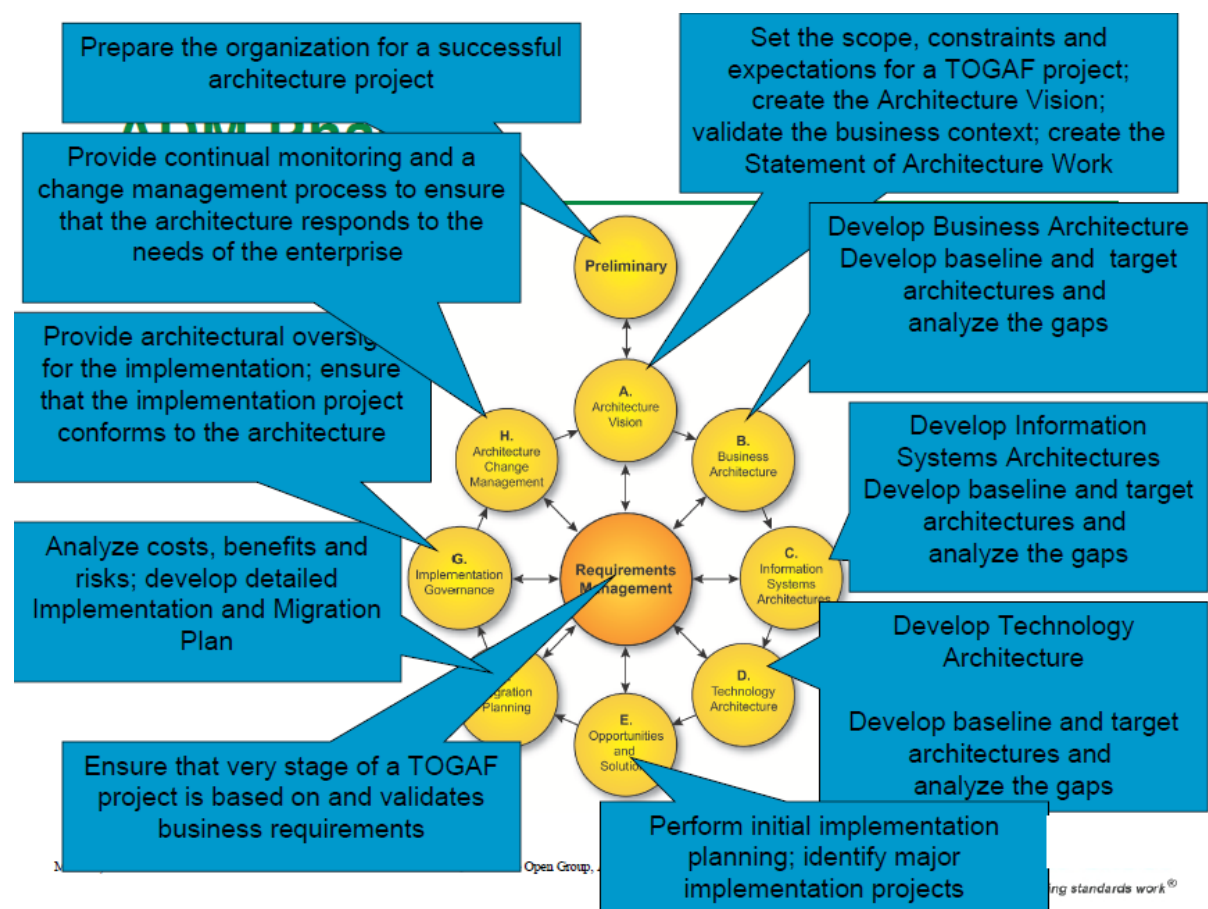 Prepare the organization for a successful
architecture project
Set the scope, constraints and
expectations for a TOGAF project;
create the Architecture Vision;
validate the business context; create the
Statement of Architecture Work
ADM
Provide continual monitoring and a
change management process to ensure
that the architecture responds to the
needs of the enterprise
Preliminary
Develop Business Architecture
Develop baseline and target
architectures and
analyze the gaps
Provide architectural
for the implementation; ensure
that the implementation project
conforms to the architecture
A.
Architecture
Vision
H.
Architecture
Change
Management
B.
Business
Architecture
Develop Information
Systems Architectures
Develop baseline and target
architectures and
analyze the gaps
Analyze costs, benefits and
risks; develop detailed
Implementation and Migration
Plan
G.
Implementation
Governance
Requirements
Management
C.
Information
Systems
Architectures
Develop Technology
Architecture
Develop baseline and target
architectures and
analyze the gaps
Planning
D.
Technology
Architecture
E.
Opportunities
and
Ensure that very stage of a TOGAF
project is based on and validates
business requirements
Perform initial implementation
planning; identify major
implementation projects
Open Group,
standards work®